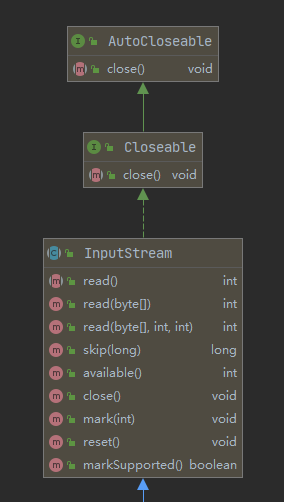 AutoCloseable
close() void
Closeable
close() void
InputStream
read() int
read(byte[]) int
read(byte[], int, int) int
skip(long) long
available() int
close() void
mark(int) void
reset() void
markSupported() boolean